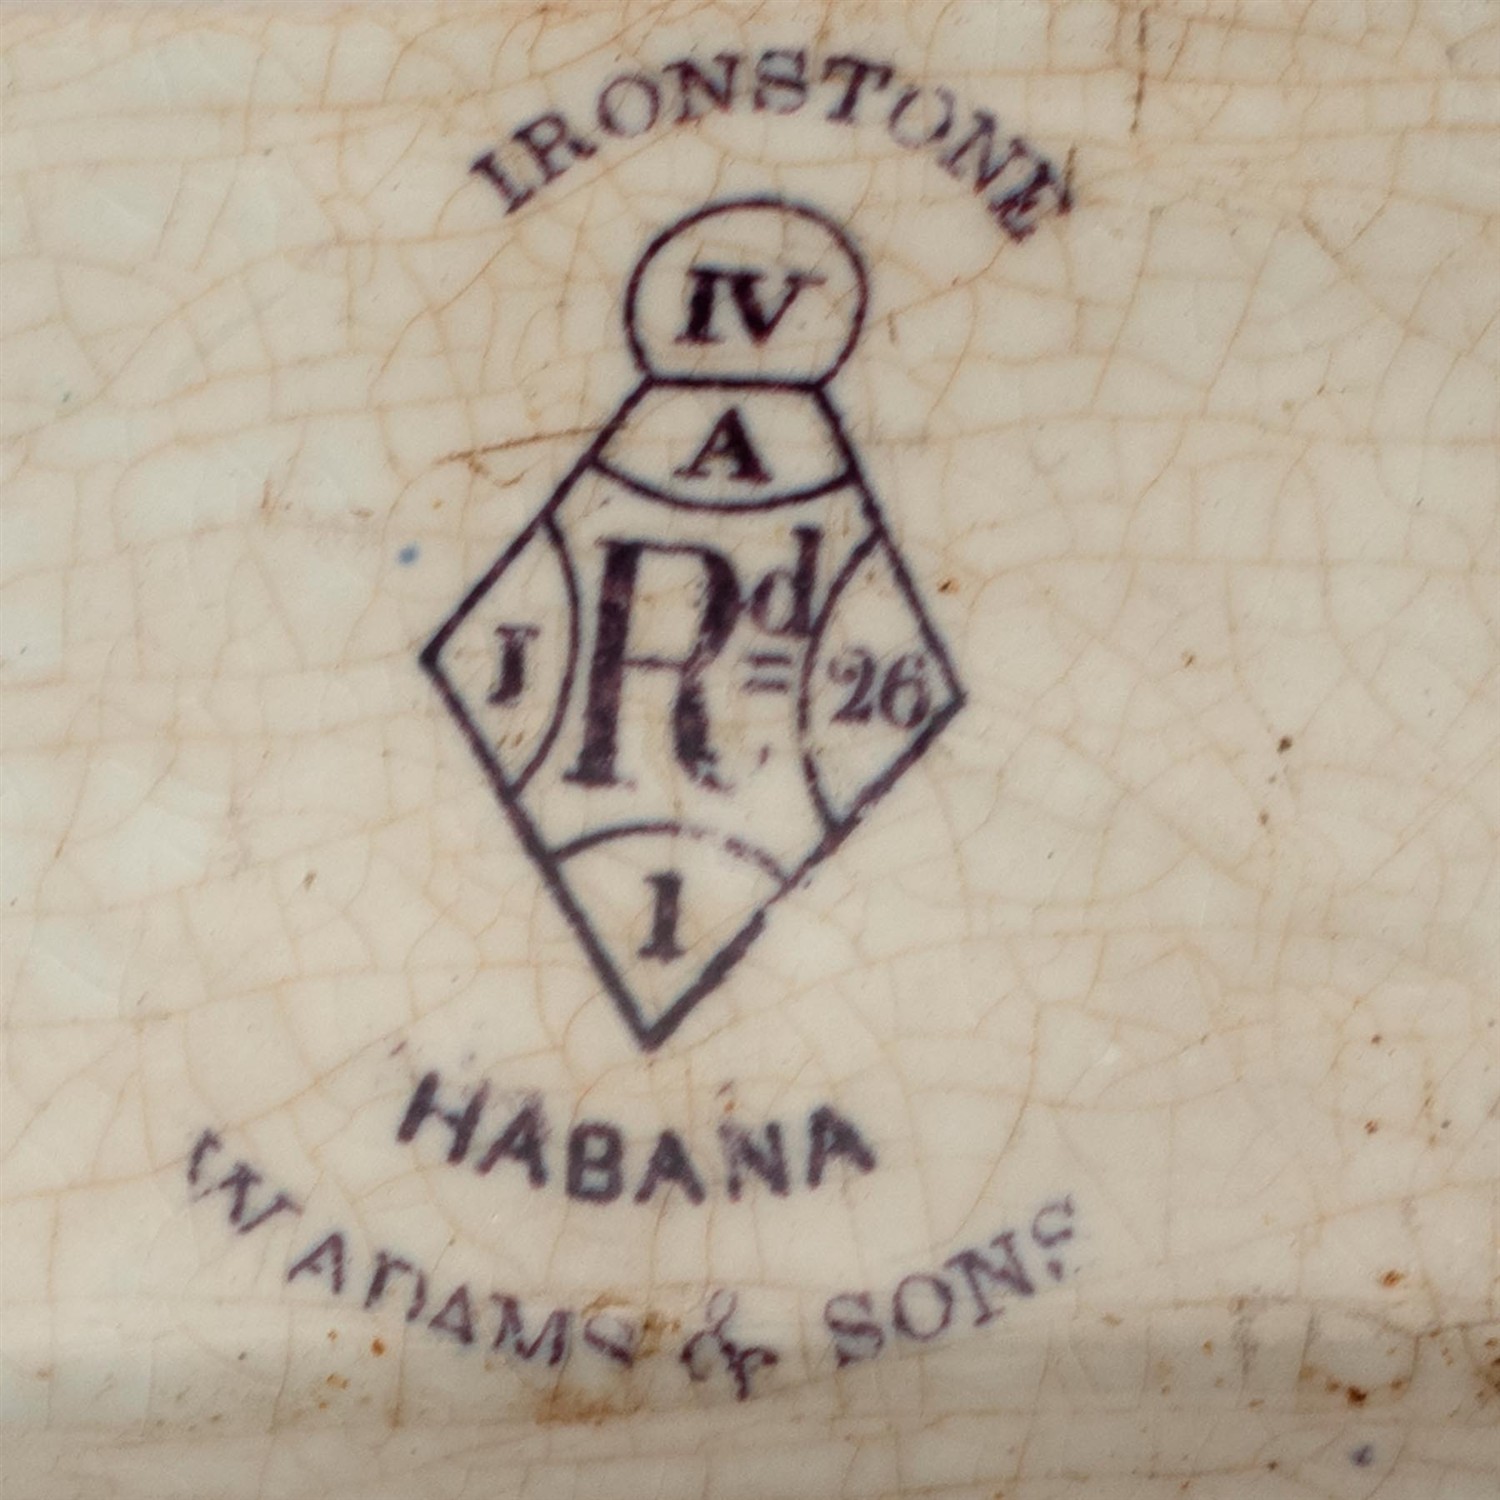 IRONSTONE
IV
A
J Rd 26
1
HABANA
W ADAMS & SONS